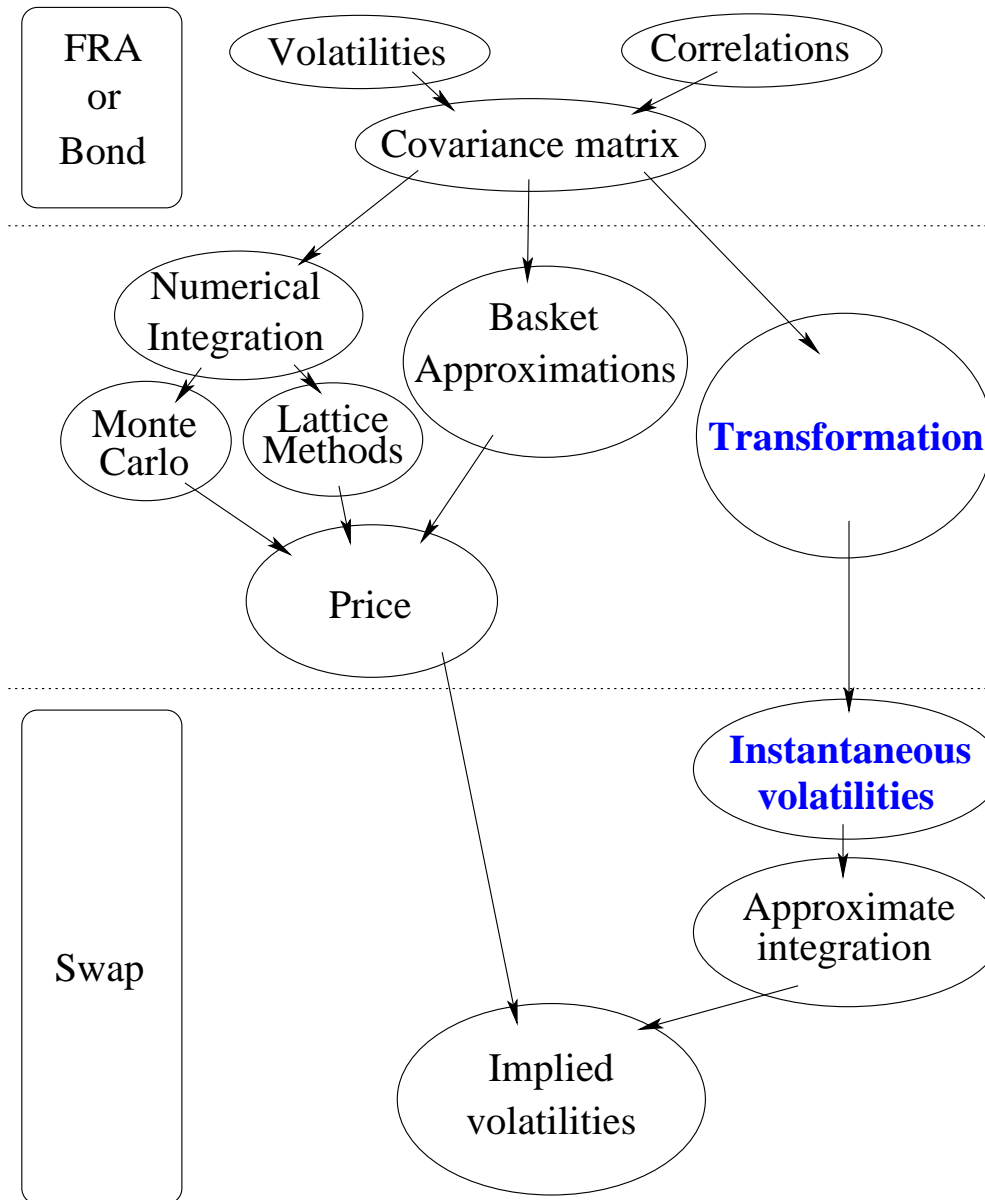 FRA
or
Bond
Volatilities
Correlations
Covariance matrix
Numerical
Integration
Basket
Approximations
Monte
Carlo
Lattice
Methods
Transformation
Price
Swap
Instantaneous
volatilities
Approximate
integration
Implied
volatilities